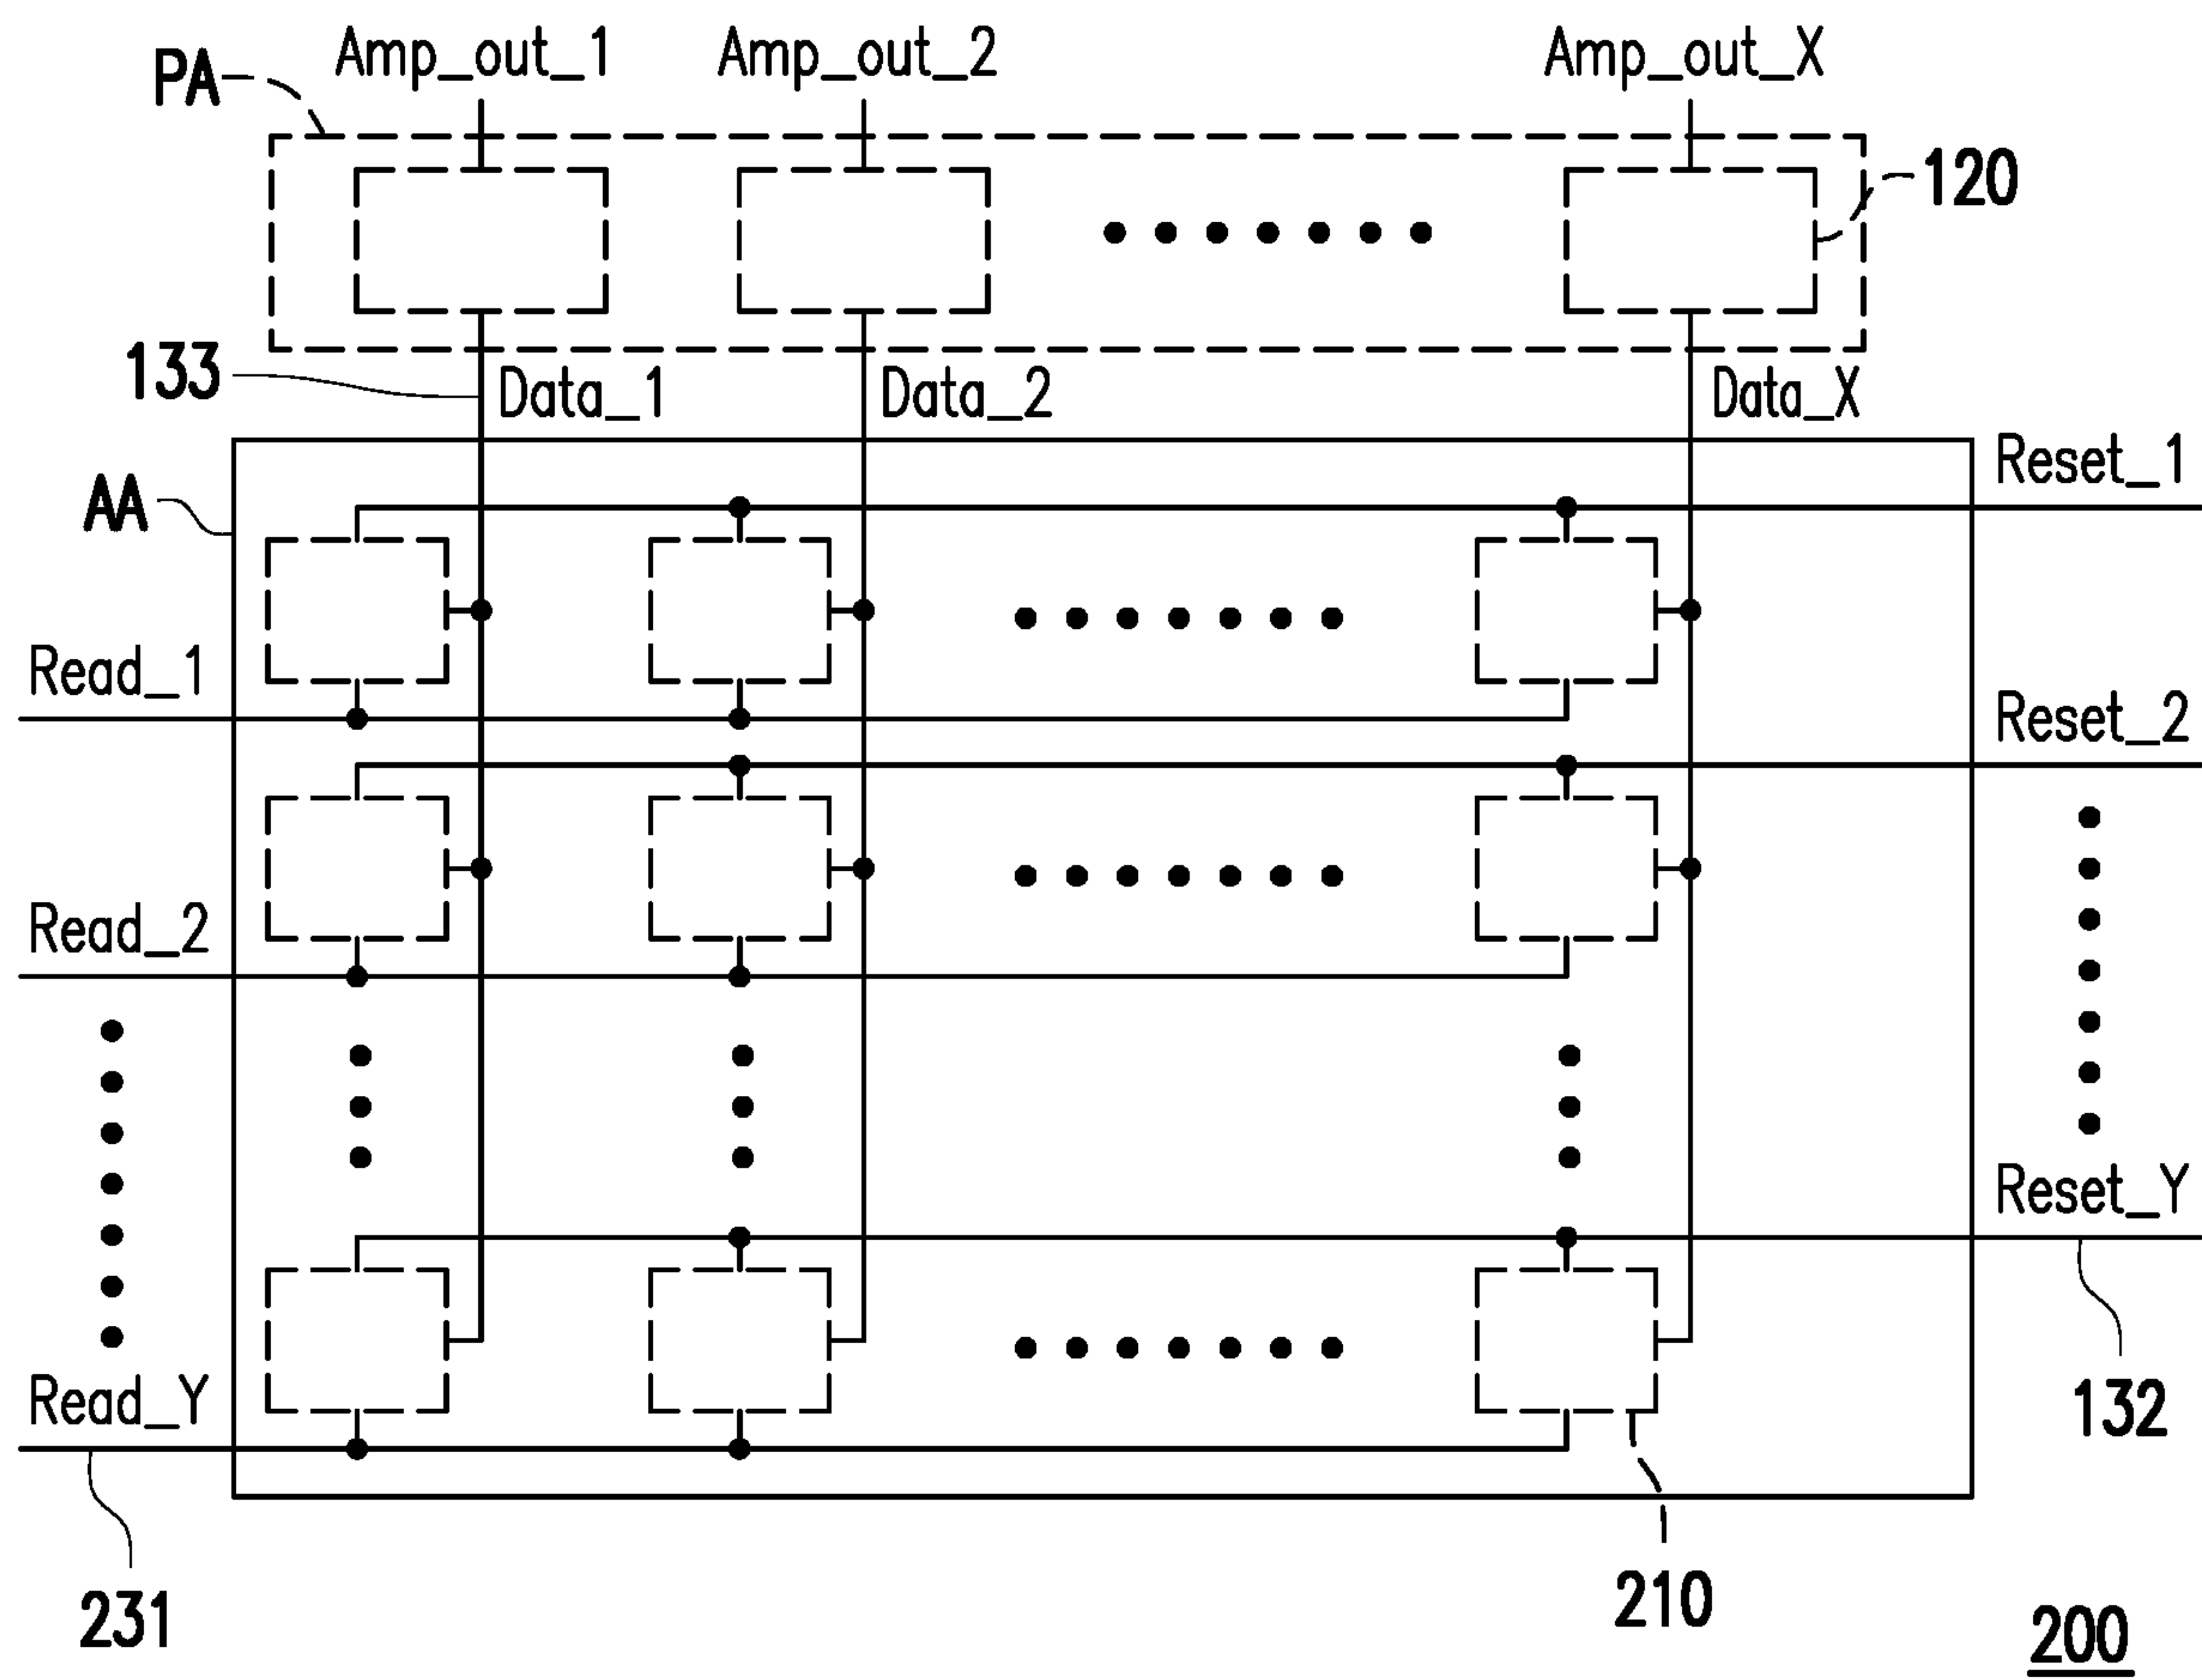 PA
Amp_out_1
Amp_out_2
Amp_out_X
120
133
Data_1
Data_2
Data_X
AA
Reset_1
Read_1
Reset_2
Read_2
Reset_Y
Read_Y
132
231
210
200